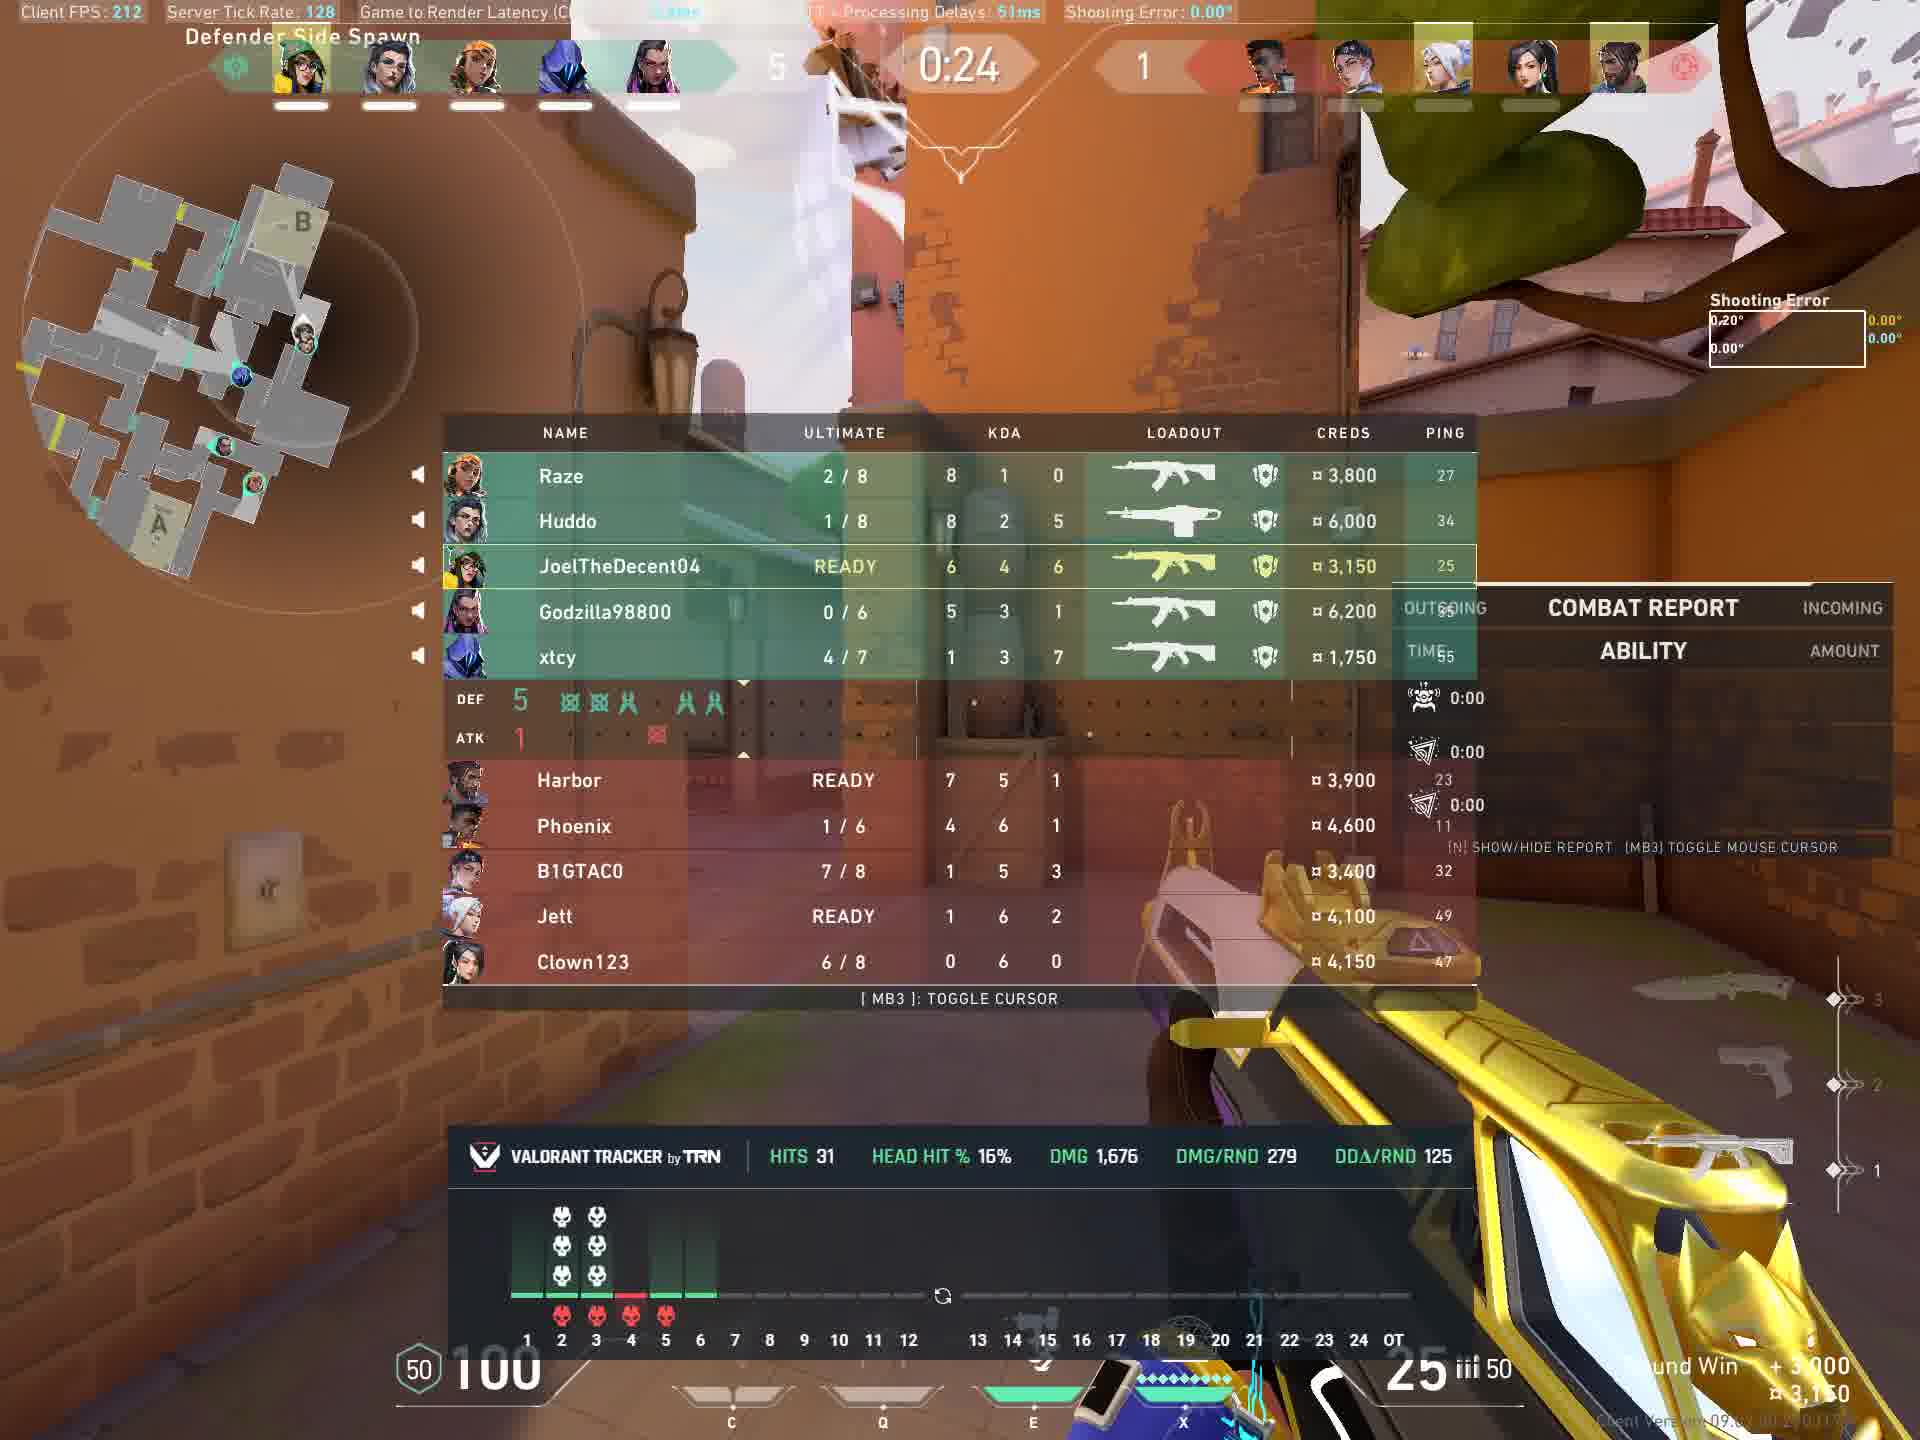 Client FPS: 212 Server Tick Rate: 128 Game to Render Latency Processing Delays: 51ms Shooting Error: 0.00°
Defender Side Spawn
5 0:24 1
B
A
Shooting Error
0.20° 0.00°
0.00°
0.00°
NAME ULTIMATE KDA LOADOUT CREDS PING
Raze 2 / 8 8 1 0 ¤ 3,800 27
Huddo 1 / 8 8 2 5 ¤ 6,000 34
JoelTheDecent04 READY 6 4 6 ¤ 3,150 25
Godzilla98800 0 / 6 5 3 1 ¤ 6,200
xtcy 4 / 7 1 3 7 ¤ 1,750 55
DEF 5
ATK 1
Harbor READY 7 5 1 ¤ 3,900 23
Phoenix 1 / 6 4 6 1 ¤ 4,600 11
B1GTAC0 7 / 8 1 5 3 ¤ 3,400 32
Jett READY 1 6 2 ¤ 4,100 49
Clown123 6 / 8 0 6 0 ¤ 4,150 47
[ MB3 ]: TOGGLE CURSOR
OUTGOING COMBAT REPORT INCOMING
TIME ABILITY AMOUNT
0:00
0:00
0:00
[N] SHOW/HIDE REPORT [MB3] TOGGLE MOUSE CURSOR
3
2
1
VALORANT TRACKER by TRN HITS 31 HEAD HIT % 16% DMG 1,676 DMG/RND 279 DDΔ/RND 125
1 2 3 4 5 6 7 8 9 10 11 12 13 14 15 16 17 18 19 20 21 22 23 24 OT
50 100
C Q E X
25 50
Win + 3,000
¤ 3,150
Client Version: